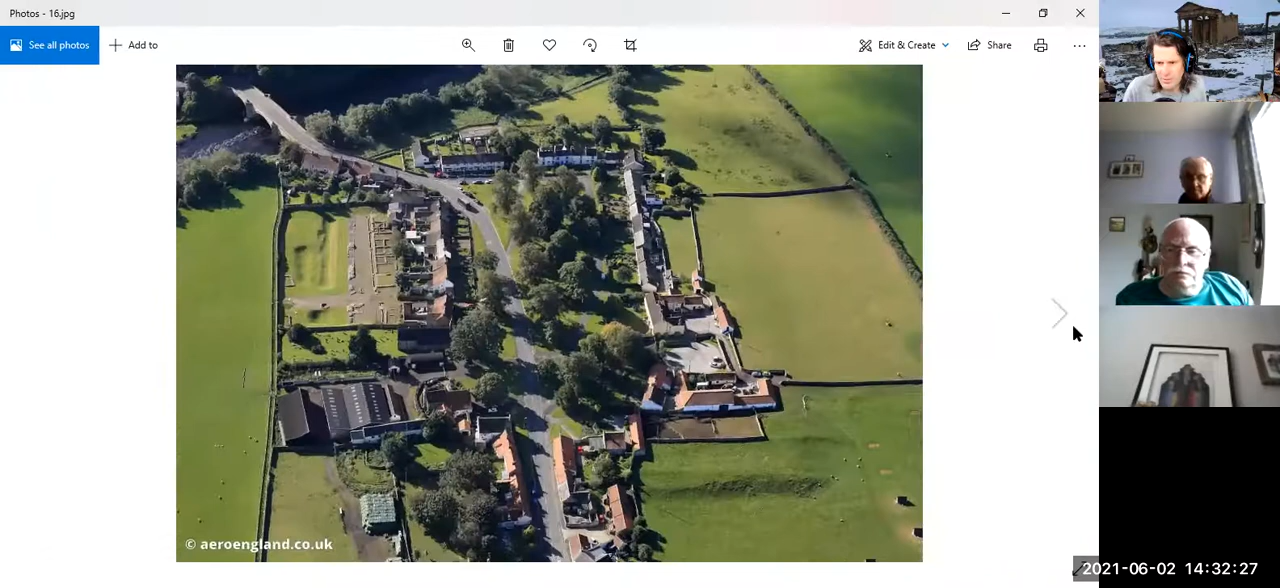 Photos - 16.jpg
See all photos
Add to
Edit & Create
Share
© aeroengland.co.uk
2021-06-02 14:32:27